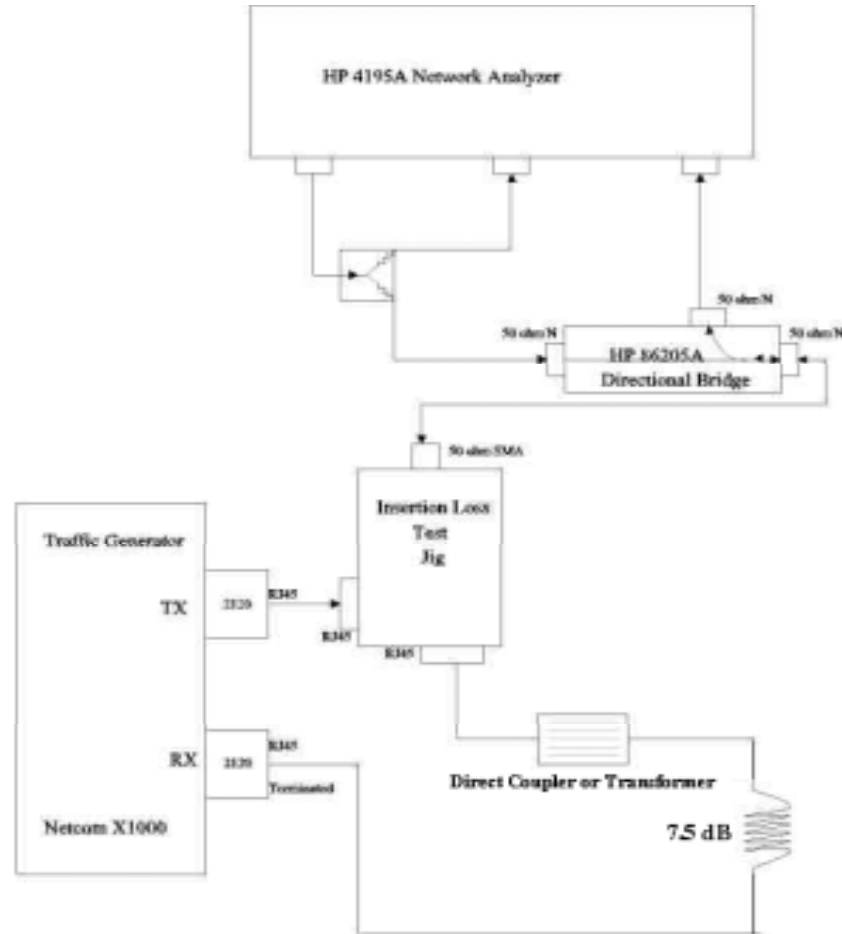 HP 4195A Network Analyzer
50 ohm N
50 ohm N
50 ohm N
HP 86205A
Directional Bridge
50 ohm SMA
Insertion Loss
Test
Jig
Traffic Generator
TX
RJ45
RJ45
RJ45
RX
RJ45
Terminated
Netcom X1000
Direct Coupler or Transformer
7.5 dB